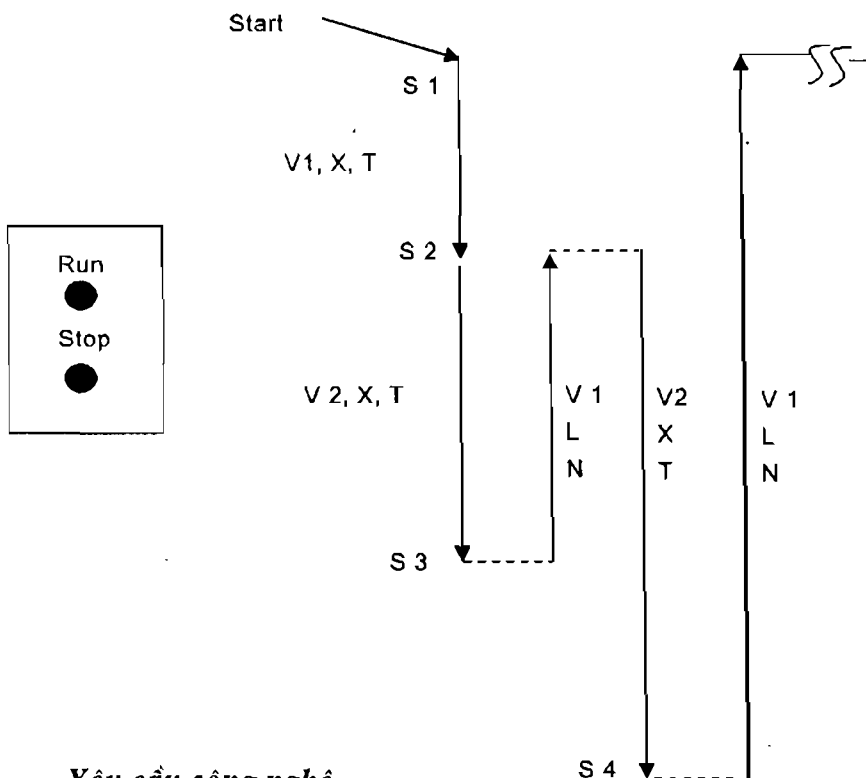 Start
S 1
V1, X, T
S 2
Run
Stop
V 2, X, T
V 1
L
N
V2
X
T
V 1
L
N
S 3
S 4
Yêu cầu công nghệ